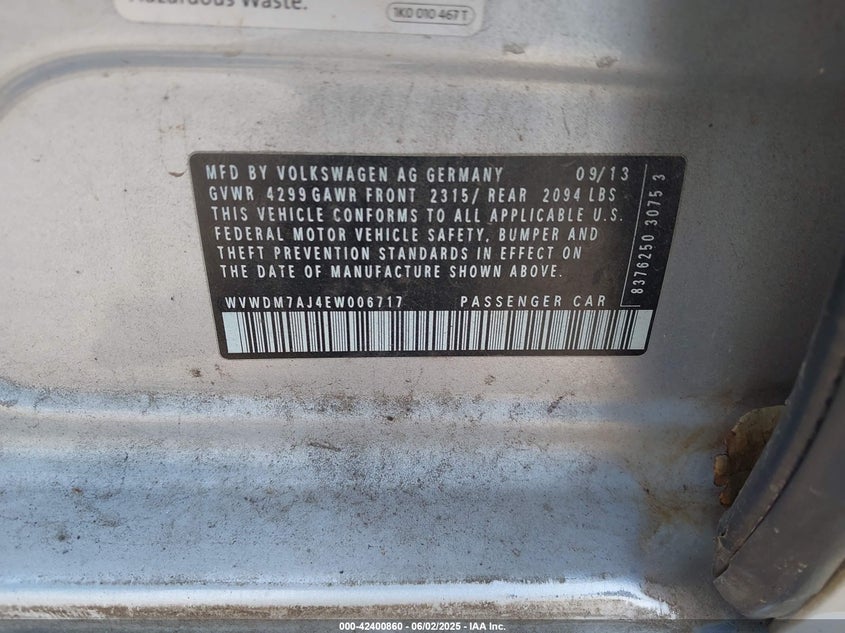 Hazardous Waste.
1K0 010 467 T
MFD BY VOLKSWAGEN AG GERMANY 09/13
GVWR 4299 GAWR FRONT 2315/ REAR 2094 LBS
THIS VEHICLE CONFORMS TO ALL APPLICABLE U.S.
FEDERAL MOTOR VEHICLE SAFETY, BUMPER AND
THEFT PREVENTION STANDARDS IN EFFECT ON
THE DATE OF MANUFACTURE SHOWN ABOVE.
WVWDM7AJ4EW006717 PASSENGER CAR
8376250 3075 3
000-42400860 - 06/02/2025 - IAA Inc.